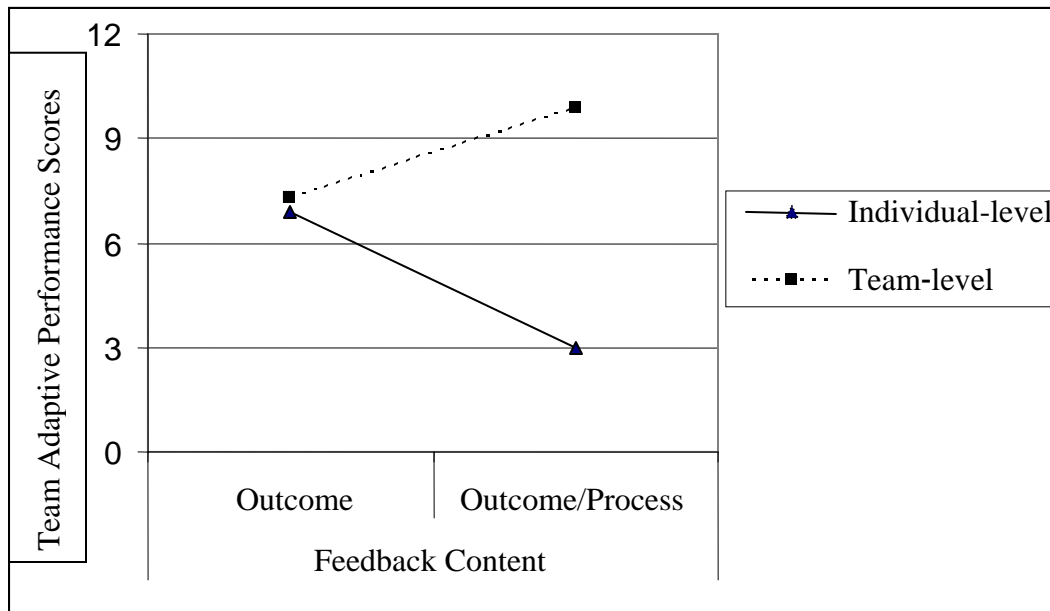 Team Adaptive Performance Scores
12
9
6
3
0
Outcome
Outcome/Process
Feedback Content
Individual-level
Team-level